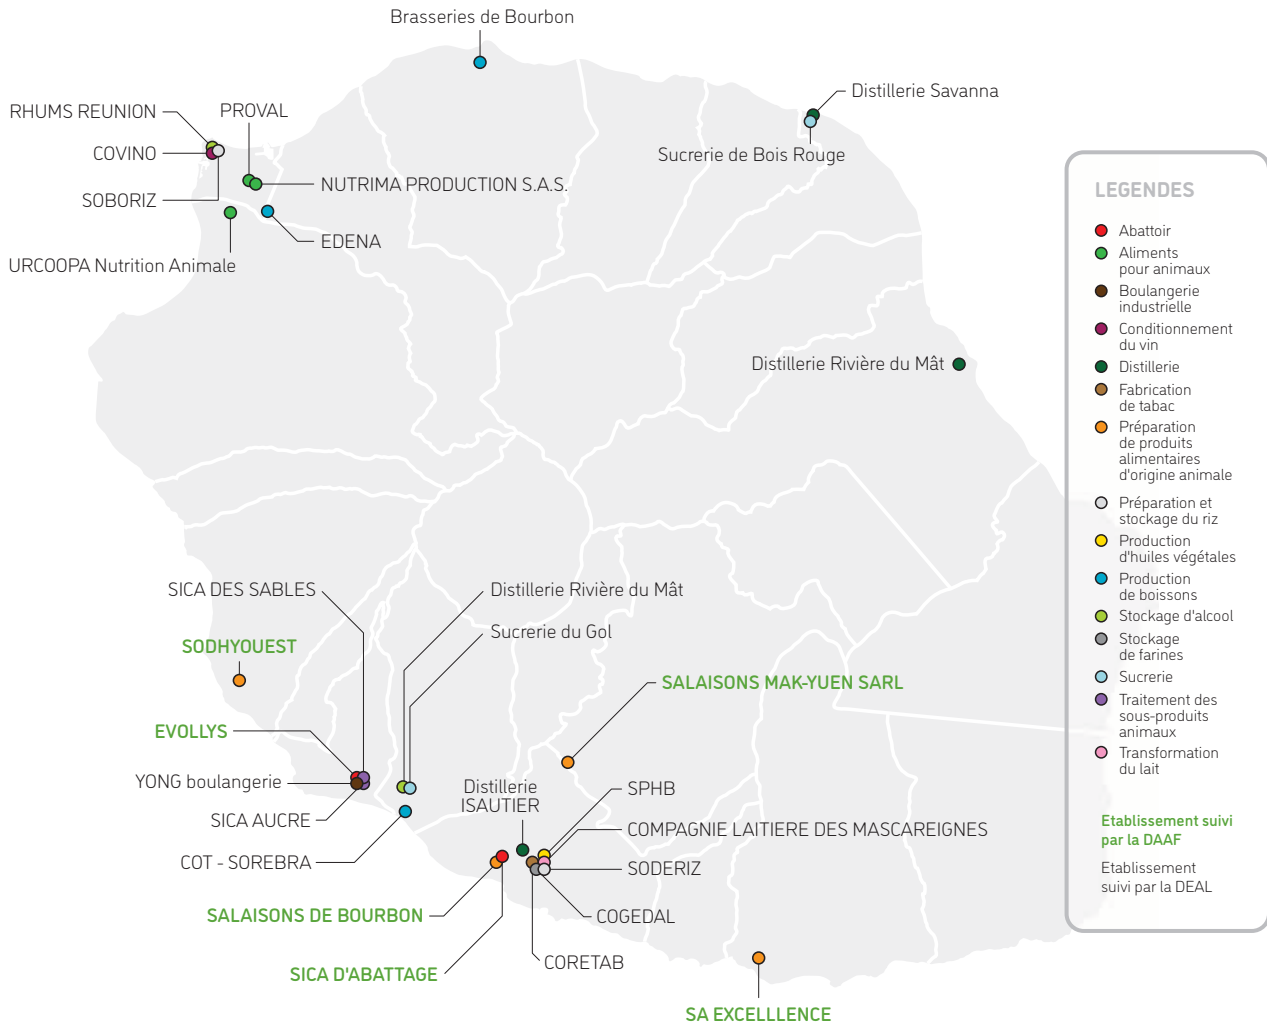 Brasseries de Bourbon
RHUMS REUNION
PROVAL
Distillerie Savanna
COVINO
Sucrerie de Bois Rouge
NUTRIMA PRODUCTION S.A.S.
SOBORIZ
EDENA
URCOOPA Nutrition Animale
Distillerie Rivière du Mât
SICA DES SABLES
Distillerie Rivière du Mât
SODHYOUEST
Sucrerie du Gol
SALAISONS MAK-YUEN SARL
EVOLLYS
YONG boulangerie
Distillerie
ISAUTIER
SPHB
SICA AUCRE
COMPAGNIE LAITIERE DES MASCAREIGNES
COT - SOREBRA
SODERIZ
SALAISONS DE BOURBON
COGEDAL
SICA D'ABATTAGE
CORETAB
SA EXCELLLENCE
LEGENDES
Abattoir
Aliments
pour animaux
Boulangerie
industrielle
Conditionnement
du vin
Distillerie
Fabrication
de tabac
Préparation
de produits
alimentaires
d'origine animale
Préparation et
stockage du riz
Production
d'huiles végétales
Production
de boissons
Stockage d'alcool
Stockage
de farines
Sucrerie
Traitement des
sous-produits
animaux
Transformation
du lait
Etablissement suivi
par la DAAF
Etablissement
suivi par la DEAL